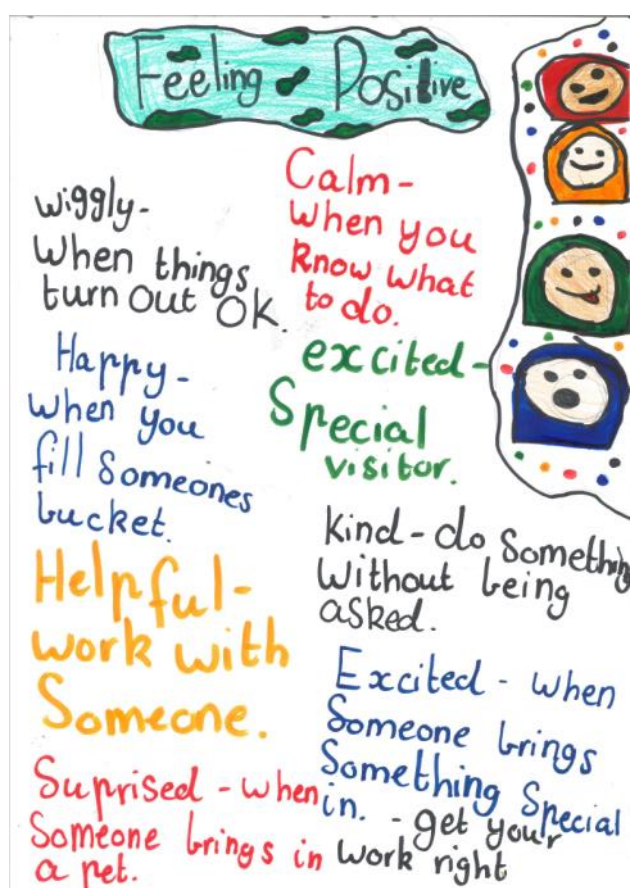 Feeling Positive
wiggly-
When things
turn out OK.
Calm-
When you
know what
to do.
Happy-
when you
fill someones
bucket.
excited-
Special
visitor.
Helpful-
work with
Someone.
kind - do something
without being
asked.
Excited - when
Someone brings
Something Special
in. - get your
work right
Suprised - when
Someone brings in
a pet.